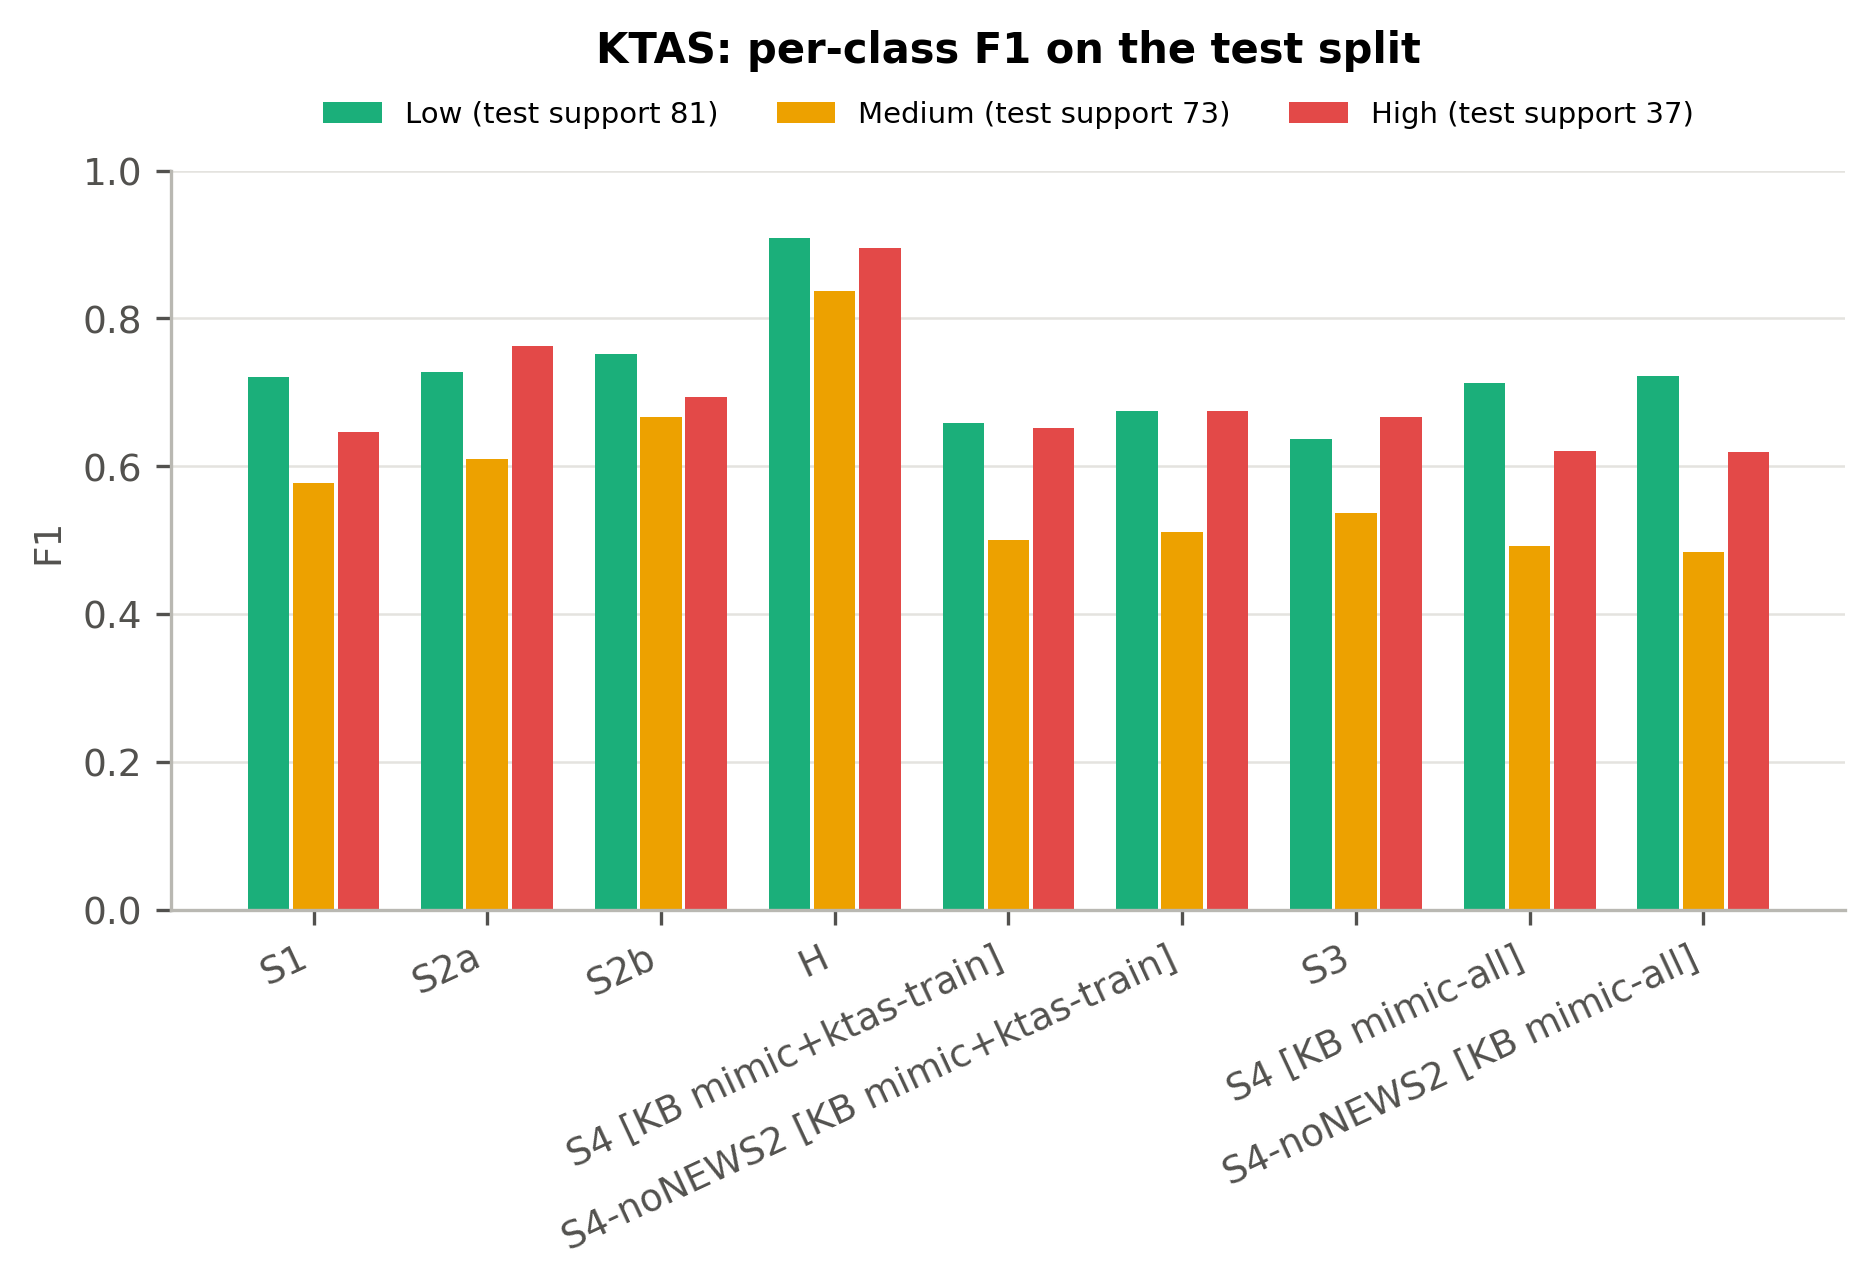 KTAS: per-class F1 on the test split
Low (test support 81)
Medium (test support 73)
High (test support 37)
1.0
0.8
0.6
0.4
0.2
0.0
F1
S1
S2a
S2b
H
S4 [KB mimic+ktas-train]
S4-noNEWS2 [KB mimic+ktas-train]
S3
S4 [KB mimic-all]
S4-noNEWS2 [KB mimic-all]